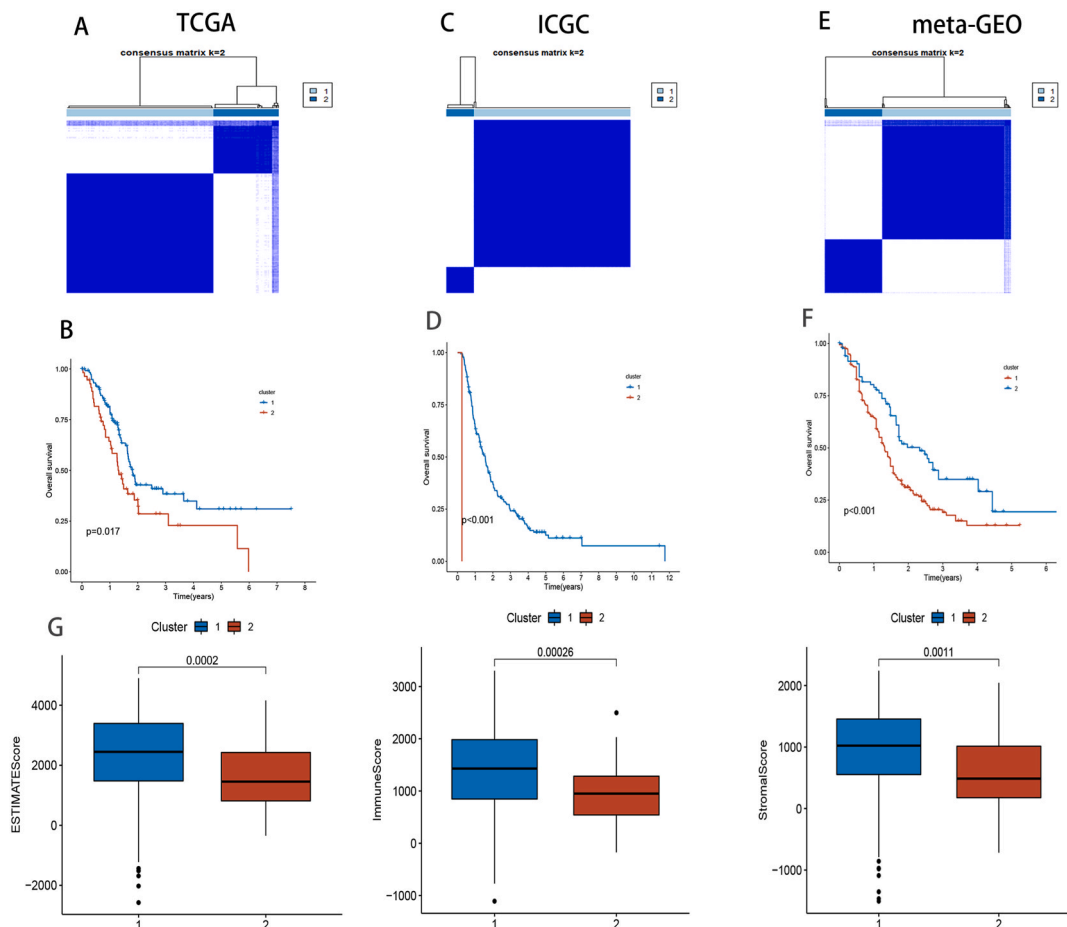 A TCGA
consensus matrix k=2
1
2
C ICGC
consensus matrix k=2
1
2
E meta-GEO
consensus matrix k=2
1
2
B
cluster
1
2
Overall survival
1.00
0.75
0.50
0.25
0.00
p=0.017
0 1 2 3 4 5 6 7 8
Time(years)
D
cluster
1
2
Overall survival
1.00
0.75
0.50
0.25
0.00
p<0.001
0 1 2 3 4 5 6 7 8 9 10 11 12
Time(years)
F
cluster
1
2
Overall survival
1.00
0.75
0.50
0.25
0.00
p<0.001
0 1 2 3 4 5 6
Time(years)
G
Cluster 1 2
0.0002
ESTIMATEScore
4000
2000
0
−2000
1 2
Cluster 1 2
0.00026
ImmuneScore
3000
2000
1000
0
−1000
1 2
Cluster 1 2
0.0011
StromalScore
2000
1000
0
−1000
1 2